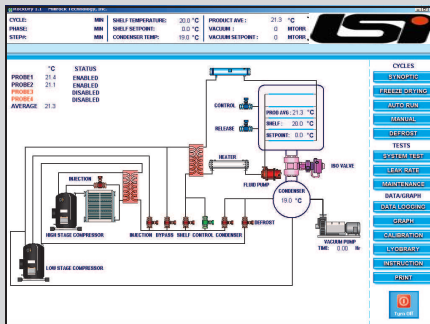 CYCLE: MIN SHELF TEMPERATURE: 20.0 °C PRODUCT AVE : 21.3 °C
PHASE: MIN SHELF SETPOINT: 0.0 °C VACUUM : 0 MTORR
STEP#: MIN CONDENSER TEMP: 19.0 °C VACUUM SETPOINT: 0 MTORR
LSI
°C STATUS
PROBE1 21.4 ENABLED
PROBE2 21.1 ENABLED
PROBE3 DISABLED
PROBE4 DISABLED
AVERAGE 21.3
CONTROL
RELEASE
PROD AVG : 21.3 °C
SHELF : 20.0 °C
SETPOINT: 0.0 °C
HEATER
FLUID PUMP
ISO VALVE
CONDENSER
19.0 °C
INJECTION
HIGH STAGE COMPRESSOR
INJECTION BYPASS SHELF CONTROL CONDENSER
DEFROST
LOW STAGE COMPRESSOR
VACUUM PUMP
TIME: 0.00 Hr
CYCLES
SYNOPTIC
FREEZE DRYING
AUTO RUN
MANUAL
DEFROST
TESTS
SYSTEM TEST
LEAK RATE
MAINTENANCE
DATA/GRAPH
DATA LOGGING
GRAPH
CALIBRATION
LYOBRARY
INSTRUCTION
PRINT
Turn Off